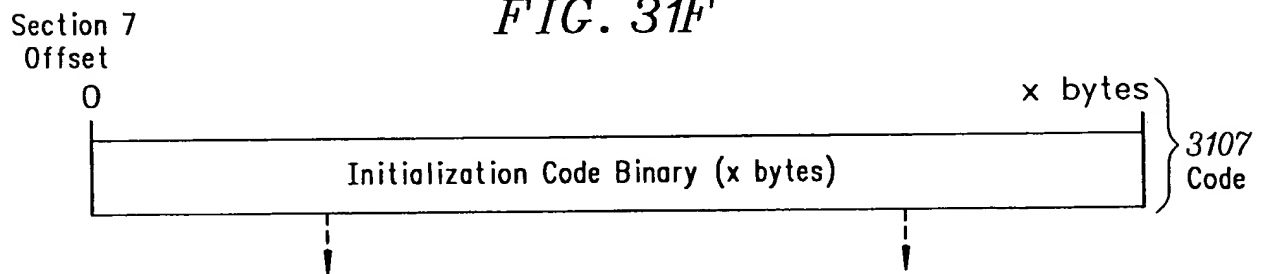 FIG. 31F
Section 7
Offset
0
x bytes
Initialization Code Binary (x bytes)
3107
Code